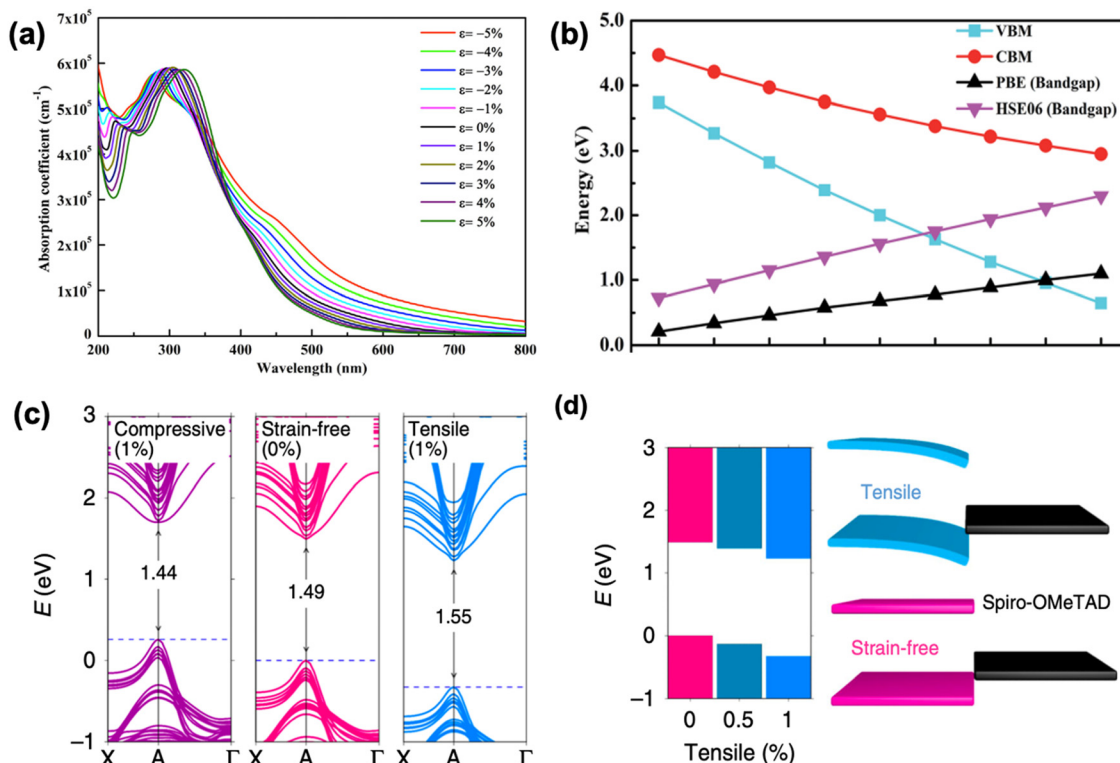 (a)
7x10⁵
6x10⁵
5x10⁵
4x10⁵
3x10⁵
2x10⁵
1x10⁵
0
Absorption coefficient (cm⁻¹)
200 300 400 500 600 700 800
Wavelength (nm)
ε= −5%
ε= −4%
ε= −3%
ε= −2%
ε= −1%
ε= 0%
ε= 1%
ε= 2%
ε= 3%
ε= 4%
ε= 5%
(b)
5.0
4.0
3.0
2.0
1.0
0.0
Energy (eV)
VBM
CBM
PBE (Bandgap)
HSE06 (Bandgap)
(c)
3
2
1
0
−1
E (eV)
Compressive
(1%)
1.44
X A Γ
Strain-free
(0%)
1.49
X A Γ
Tensile
(1%)
1.55
X A Γ
(d)
3
2
1
0
−1
E (eV)
0 0.5 1
Tensile (%)
Tensile
Spiro-OMeTAD
Strain-free